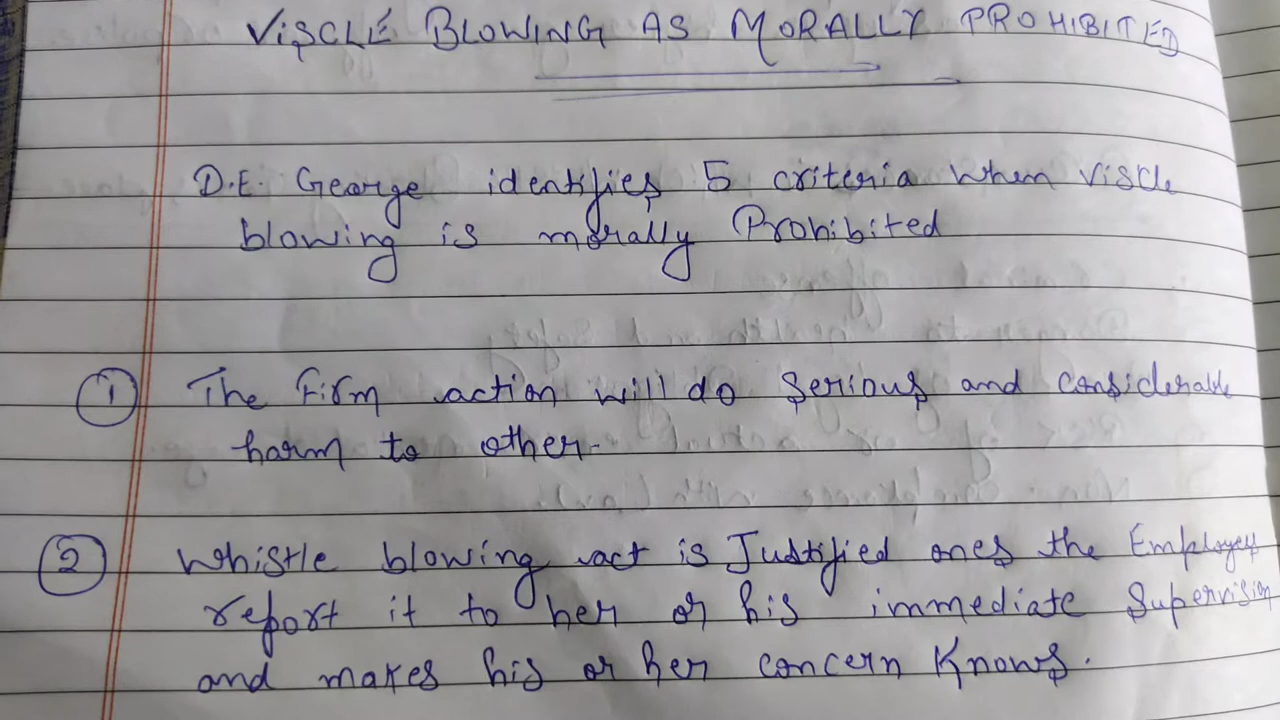 VISCLE BLOWING AS MORALLY PROHIBITED
D.E. George identifies 5 criteria when Viscle
blowing is morally Prohibited
1 The Firm action will do Serious and Considerable
harm to other-
2 Whistle blowing act is Justified ones the Employees
report it to her or his immediate Supervision
and makes his or her concern Knows.